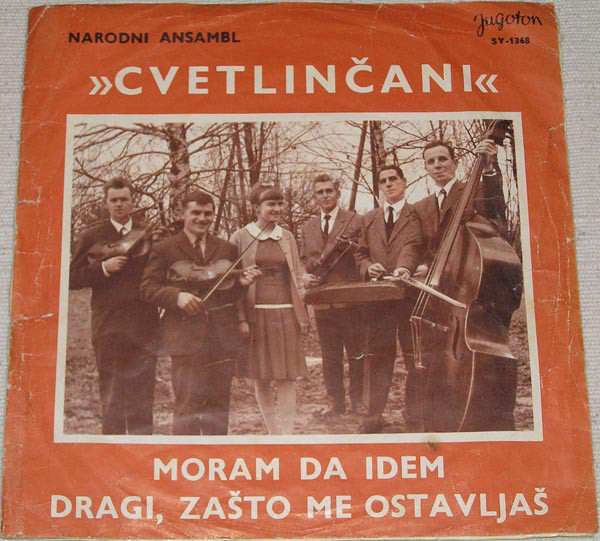 Jugoton
NARODNI ANSAMBL
SY-1368
»CVETLINČANI«
MORAM DA IDEM
DRAGI, ZAŠTO ME OSTAVLJAŠ